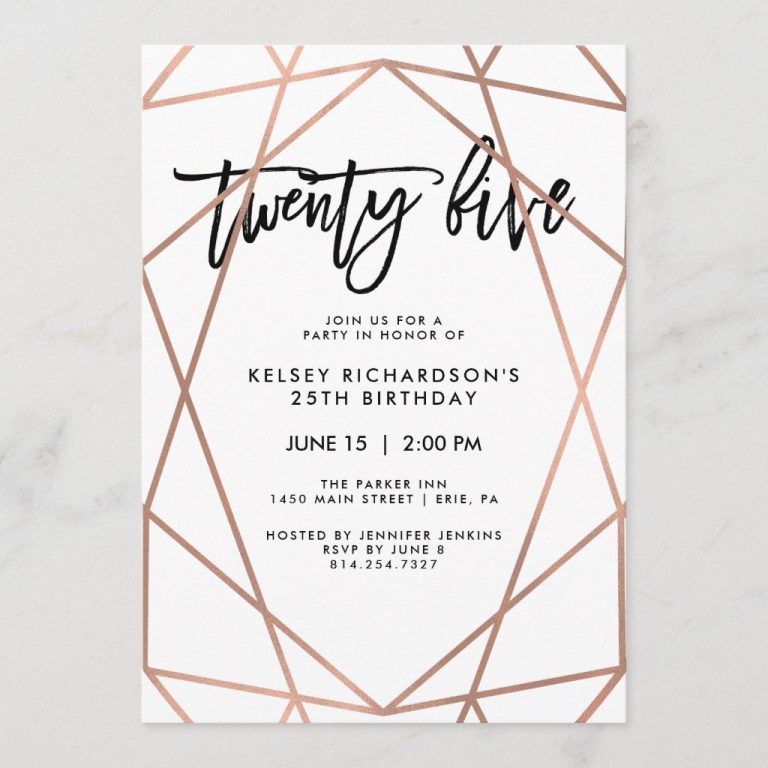 twenty five
JOIN US FOR A
PARTY IN HONOR OF
KELSEY RICHARDSON'S
25TH BIRTHDAY
JUNE 15 | 2:00 PM
THE PARKER INN
1450 MAIN STREET | ERIE, PA
HOSTED BY JENNIFER JENKINS
RSVP BY JUNE 8
814.254.7327